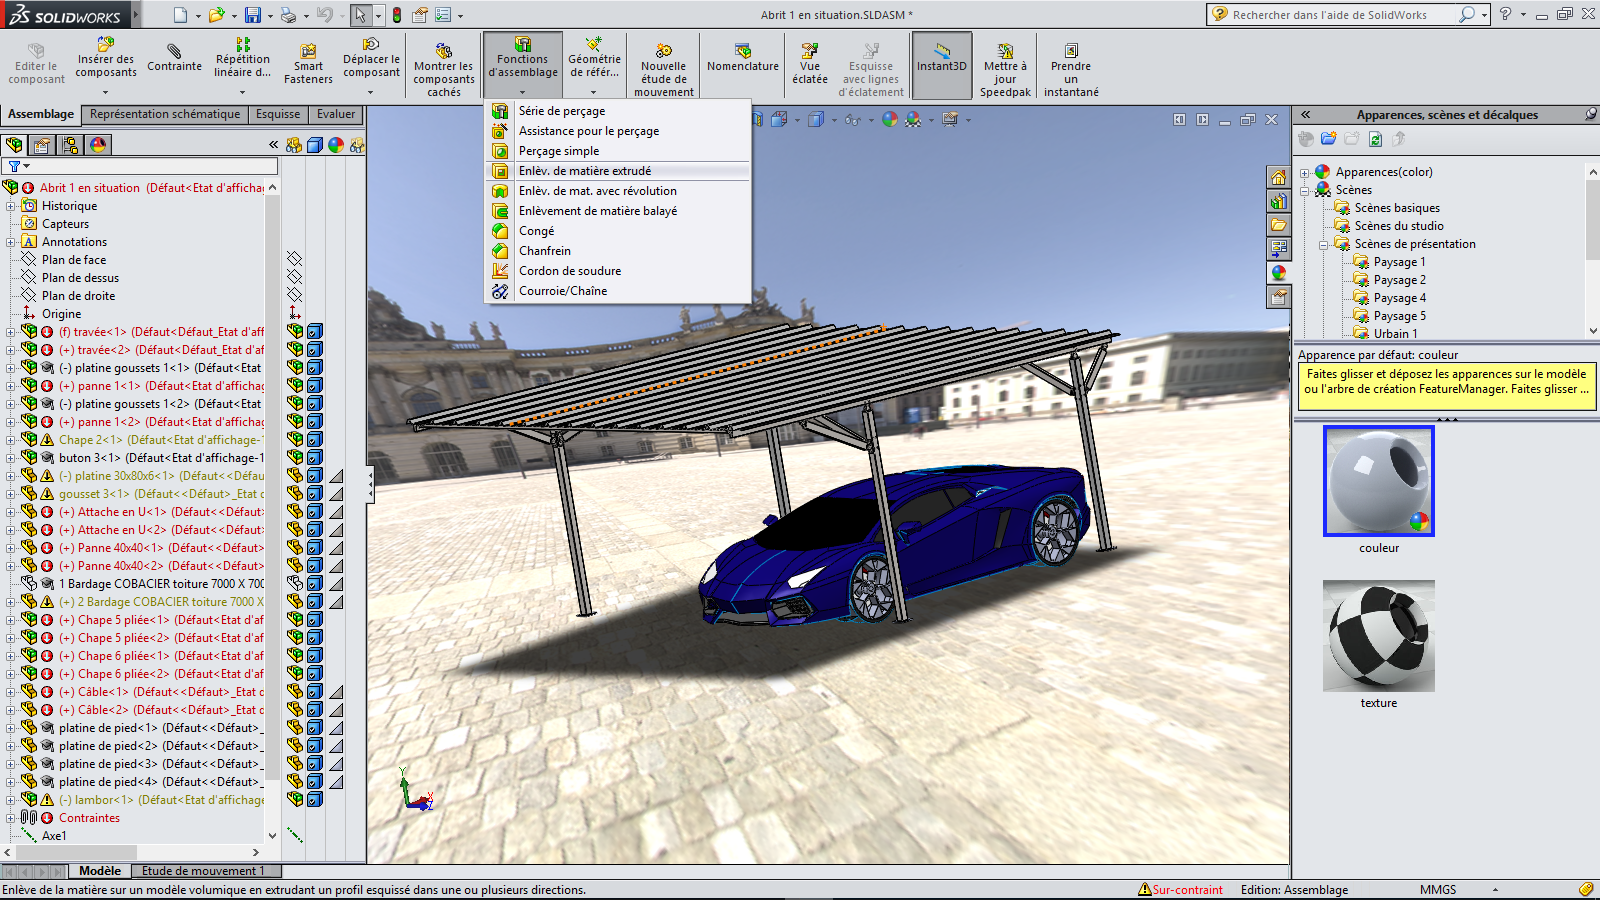 SOLIDWORKS
Abrit 1 en situation.SLDASM *
Rechercher dans l'aide de SolidWorks
Editer le
composant
Insérer des
composants
Contrainte
Répétition
linéaire d...
Smart
Fasteners
Déplacer le
composant
Montrer les
composants
cachés
Fonctions
d'assemblage
Géométrie
de référ...
Nouvelle
étude de
mouvement
Nomenclature
Vue
éclatée
Esquisse
avec lignes
d'éclatement
Instant3D
Mettre à
jour
Speedpak
Prendre
un
instantané
Assemblage
Représentation schématique
Esquisse
Evaluer
Série de perçage
Assistance pour le perçage
Perçage simple
Enlèv. de matière extrudé
Enlèv. de mat. avec révolution
Enlèvement de matière balayé
Congé
Chanfrein
Cordon de soudure
Courroie/Chaîne
Abrit 1 en situation (Défaut<Etat d'affichag
Historique
Capteurs
Annotations
Plan de face
Plan de dessus
Plan de droite
Origine
(f) travée<1> (Défaut<Défaut_Etat d'aff
(+) travée<2> (Défaut<Défaut_Etat d'af
(-) platine goussets 1<1> (Défaut<Etat
(+) panne 1<1> (Défaut<Etat d'affichag
(-) platine goussets 1<2> (Défaut<Etat
(+) panne 1<2> (Défaut<Etat d'affichag
Chape 2<1> (Défaut<Etat d'affichage-1
buton 3<1> (Défaut<Etat d'affichage-1
(-) platine 30x80x6<1> (Défaut<<Défau
gousset 3<1> (Défaut<<Défaut>_Etat d
(+) Attache en U<1> (Défaut<<Défaut>
(+) Attache en U<2> (Défaut<<Défaut>
(+) Panne 40x40<1> (Défaut<<Défaut>
(+) Panne 40x40<2> (Défaut<<Défaut>
1 Bardage COBACIER toiture 7000 X 700
(+) 2 Bardage COBACIER toiture 7000 X
(+) Chape 5 pliée<1> (Défaut<Etat d'af
(+) Chape 5 pliée<2> (Défaut<Etat d'af
(+) Chape 6 pliée<1> (Défaut<Etat d'af
(+) Chape 6 pliée<2> (Défaut<Etat d'af
(+) Câble<1> (Défaut<<Défaut>_Etat d
(+) Câble<2> (Défaut<<Défaut>_Etat d
platine de pied<1> (Défaut<<Défaut>_
platine de pied<2> (Défaut<<Défaut>_
platine de pied<3> (Défaut<<Défaut>_
platine de pied<4> (Défaut<<Défaut>_
(-) lambor<1> (Défaut<Etat d'affichage
Contraintes
Axe1
Apparences, scènes et décalques
Apparences(color)
Scènes
Scènes basiques
Scènes du studio
Scènes de présentation
Paysage 1
Paysage 2
Paysage 4
Paysage 5
Urbain 1
Apparence par défaut: couleur
Faites glisser et déposez les apparences sur le modèle
ou l'arbre de création FeatureManager. Faites glisser ...
couleur
texture
Y
X
Z
Modèle
Etude de mouvement 1
Enlève de la matière sur un modèle volumique en extrudant un profil esquissé dans une ou plusieurs directions.
Sur-contraint
Edition: Assemblage
MMGS